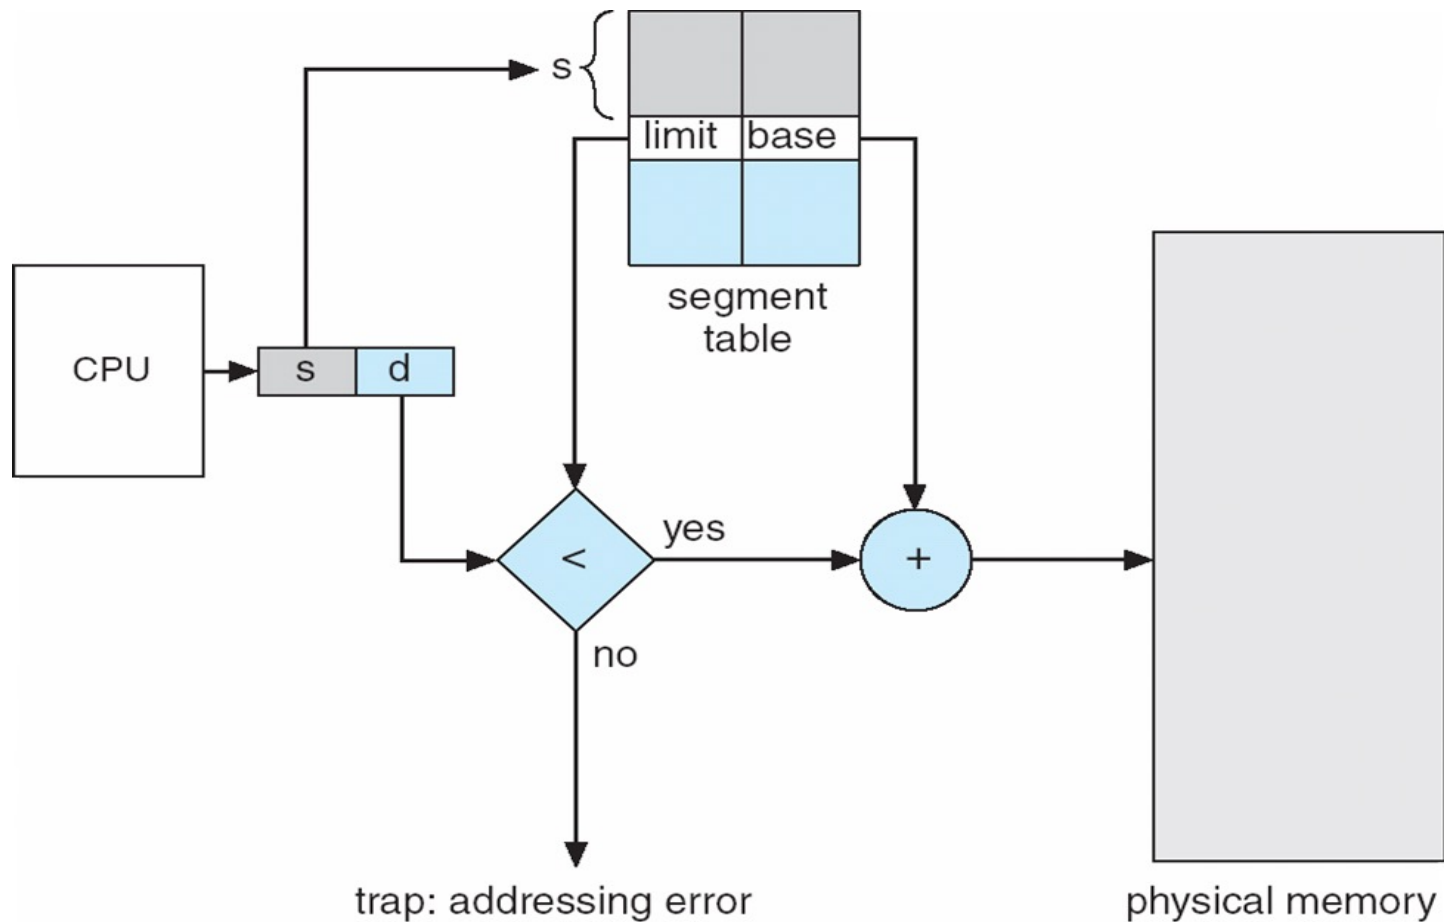 s
limit base
segment
table
CPU
s d
yes
<
+
no
trap: addressing error
physical memory